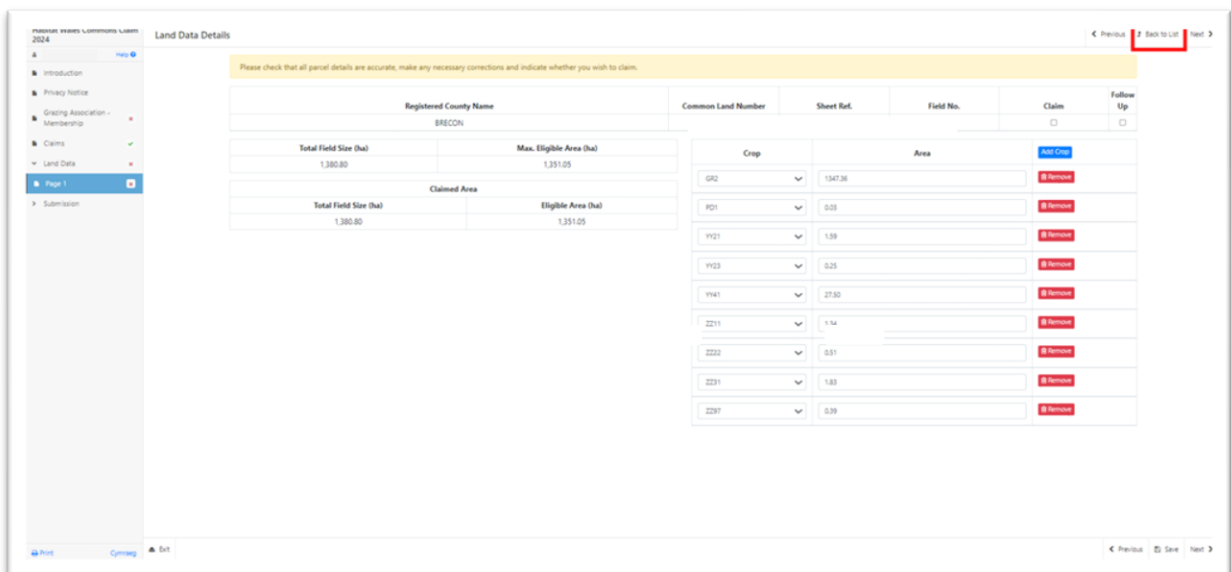 Habitat Wales Commons Claim
2024
Land Data Details
Previous
Back to List
Next
Help
Introduction
Privacy Notice
Grazing Association -
Membership
Claims
Land Data
Page 1
Submission
Please check that all parcel details are accurate, make any necessary corrections and indicate whether you wish to claim.
Registered County Name Common Land Number Sheet Ref. Field No. Claim Follow
Up
BRECON
Total Field Size (ha) Max. Eligible Area (ha)
1,380.80 1,351.05
Claimed Area
Total Field Size (ha) Eligible Area (ha)
1,380.80 1,351.05
Crop Area Add Crop
GR2 1347.36 Remove
PO1 0.03 Remove
YY21 1.59 Remove
YY23 0.25 Remove
YY41 27.50 Remove
ZZ11 1.34 Remove
ZZ22 0.51 Remove
ZZ31 1.83 Remove
ZZ97 0.39 Remove
Print
Cymraeg
Exit
Previous
Save
Next